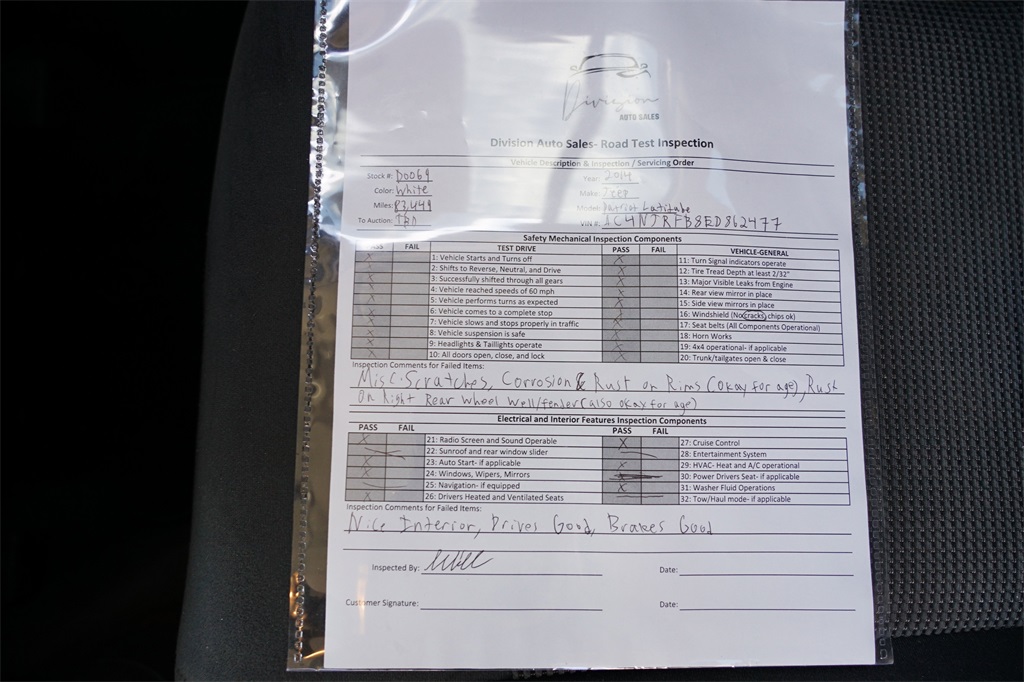 Division
AUTO SALES
Division Auto Sales- Road Test Inspection
Vehicle Description & Inspection / Servicing Order
Stock #: D0069 Year: 2014
Color: White Make: Jeep
Miles: 83,449 Model: Patriot Latitude
To Auction: TBD VIN #: 1C4NJRFB8ED862477
Safety Mechanical Inspection Components
PASS FAIL TEST DRIVE PASS FAIL VEHICLE-GENERAL
X 1: Vehicle Starts and Turns off X 11: Turn Signal indicators operate
X 2: Shifts to Reverse, Neutral, and Drive X 12: Tire Tread Depth at least 2/32"
X 3: Successfully shifted through all gears X 13: Major Visible Leaks from Engine
X 4: Vehicle reached speeds of 60 mph X 14: Rear view mirror in place
X 5: Vehicle performs turns as expected X 15: Side view mirrors in place
X 6: Vehicle comes to a complete stop X 16: Windshield (No cracks, chips ok)
X 7: Vehicle slows and stops properly in traffic X 17: Seat belts (All Components Operational)
X 8: Vehicle suspension is safe X 18: Horn Works
X 9: Headlights & Taillights operate X 19: 4x4 operational- if applicable
X 10: All doors open, close, and lock X 20: Trunk/tailgates open & close
Inspection Comments for Failed Items:
Misc. Scratches, Corrosion & Rust on Rims (okay for age), Rust
on Right Rear Wheel Well/fender (also okay for age)
Electrical and Interior Features Inspection Components
PASS FAIL PASS FAIL
X 21: Radio Screen and Sound Operable X 27: Cruise Control
22: Sunroof and rear window slider 28: Entertainment System
X 23: Auto Start- if applicable X 29: HVAC- Heat and A/C operational
X 24: Windows, Wipers, Mirrors 30: Power Drivers Seat- if applicable
25: Navigation- if equipped X 31: Washer Fluid Operations
X 26: Drivers Heated and Ventilated Seats 32: Tow/Haul mode- if applicable
Inspection Comments for Failed Items:
Nice Interior, Drives Good, Brakes Good
Inspected By: Date:
Customer Signature: Date: